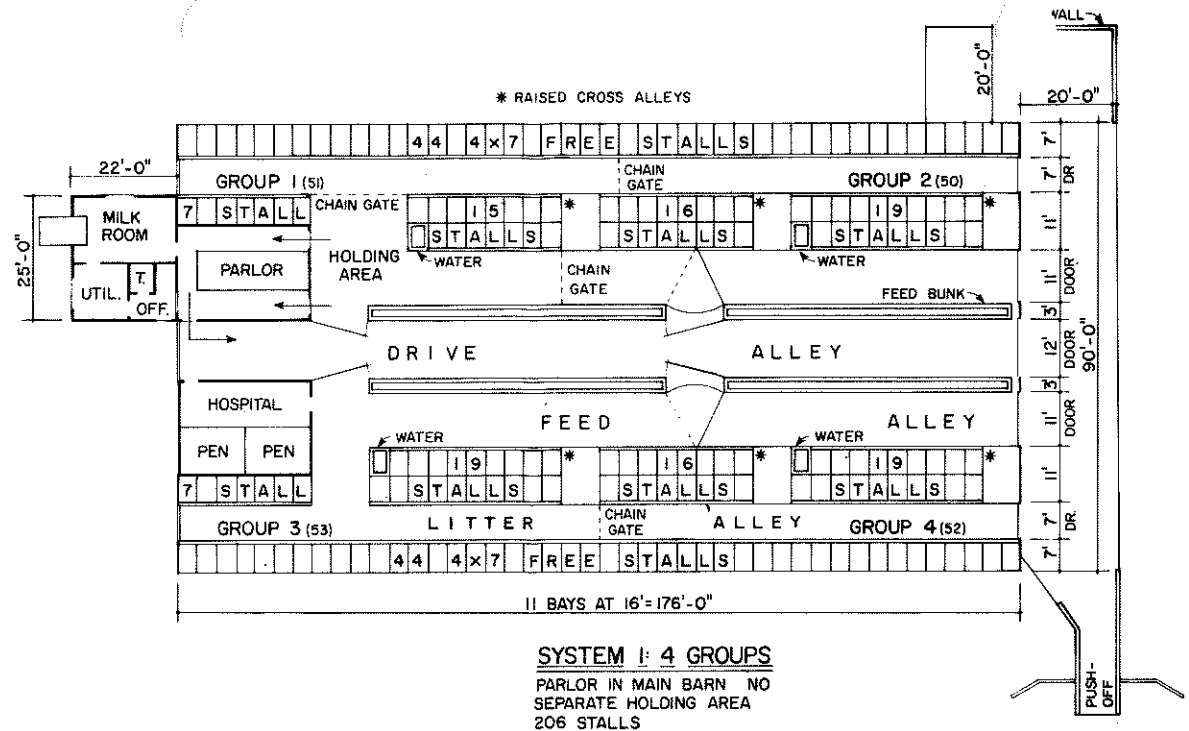 WALL
20'-0"
20'-0"
* RAISED CROSS ALLEYS
44 4x7 FREE STALLS
7'
22'-0"
GROUP 1 (51)
CHAIN GATE
GROUP 2 (50)
7' DR.
MILK ROOM
7 STALL
CHAIN GATE
15 STALLS
*
16 STALLS
*
19 STALLS
*
11'
25'-0"
PARLOR
HOLDING AREA
WATER
CHAIN GATE
WATER
11' DOOR
UTIL.
T.
OFF.
FEED BUNK
3'
DRIVE ALLEY
12' DOOR
90'-0"
3'
HOSPITAL
FEED ALLEY
11' DOOR
PEN
PEN
WATER
WATER
7 STALL
19 STALLS
*
16 STALLS
*
19 STALLS
*
11'
GROUP 3 (53)
LITTER ALLEY
CHAIN GATE
GROUP 4 (52)
7' DR.
44 4x7 FREE STALLS
7'
11 BAYS AT 16'=176'-0"
SYSTEM 1: 4 GROUPS
PARLOR IN MAIN BARN NO
SEPARATE HOLDING AREA
206 STALLS
PUSH-OFF